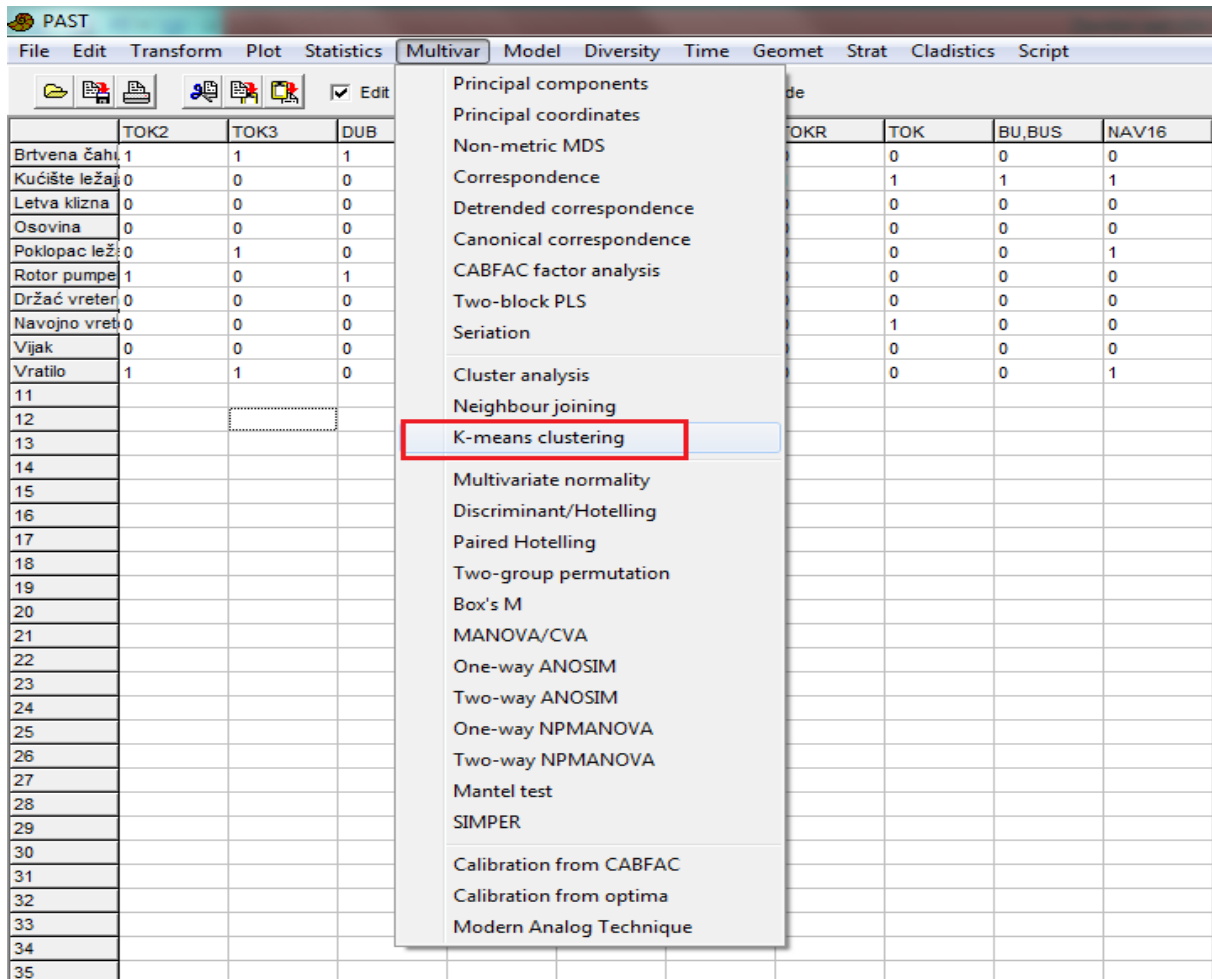 PAST
File Edit Transform Plot Statistics Multivar Model Diversity Time Geomet Strat Cladistics Script
Edit de
TOK2 TOK3 DUB TOKR TOK BU,BUS NAV16
Brtvena čahu 1 1 1 0 0 0
Kućište ležaj 0 0 0 1 1 1
Letva klizna 0 0 0 0 0 0
Osovina 0 0 0 0 0 0
Poklopac lež 0 1 0 0 0 1
Rotor pumpe 1 0 1 0 0 0
Držać vreten 0 0 0 0 0 0
Navojno vret 0 0 0 1 0 0
Vijak 0 0 0 0 0 0
Vratilo 1 1 0 0 0 1
11
12
13
14
15
16
17
18
19
20
21
22
23
24
25
26
27
28
29
30
31
32
33
34
35
Principal components
Principal coordinates
Non-metric MDS
Correspondence
Detrended correspondence
Canonical correspondence
CABFAC factor analysis
Two-block PLS
Seriation
Cluster analysis
Neighbour joining
K-means clustering
Multivariate normality
Discriminant/Hotelling
Paired Hotelling
Two-group permutation
Box's M
MANOVA/CVA
One-way ANOSIM
Two-way ANOSIM
One-way NPMANOVA
Two-way NPMANOVA
Mantel test
SIMPER
Calibration from CABFAC
Calibration from optima
Modern Analog Technique